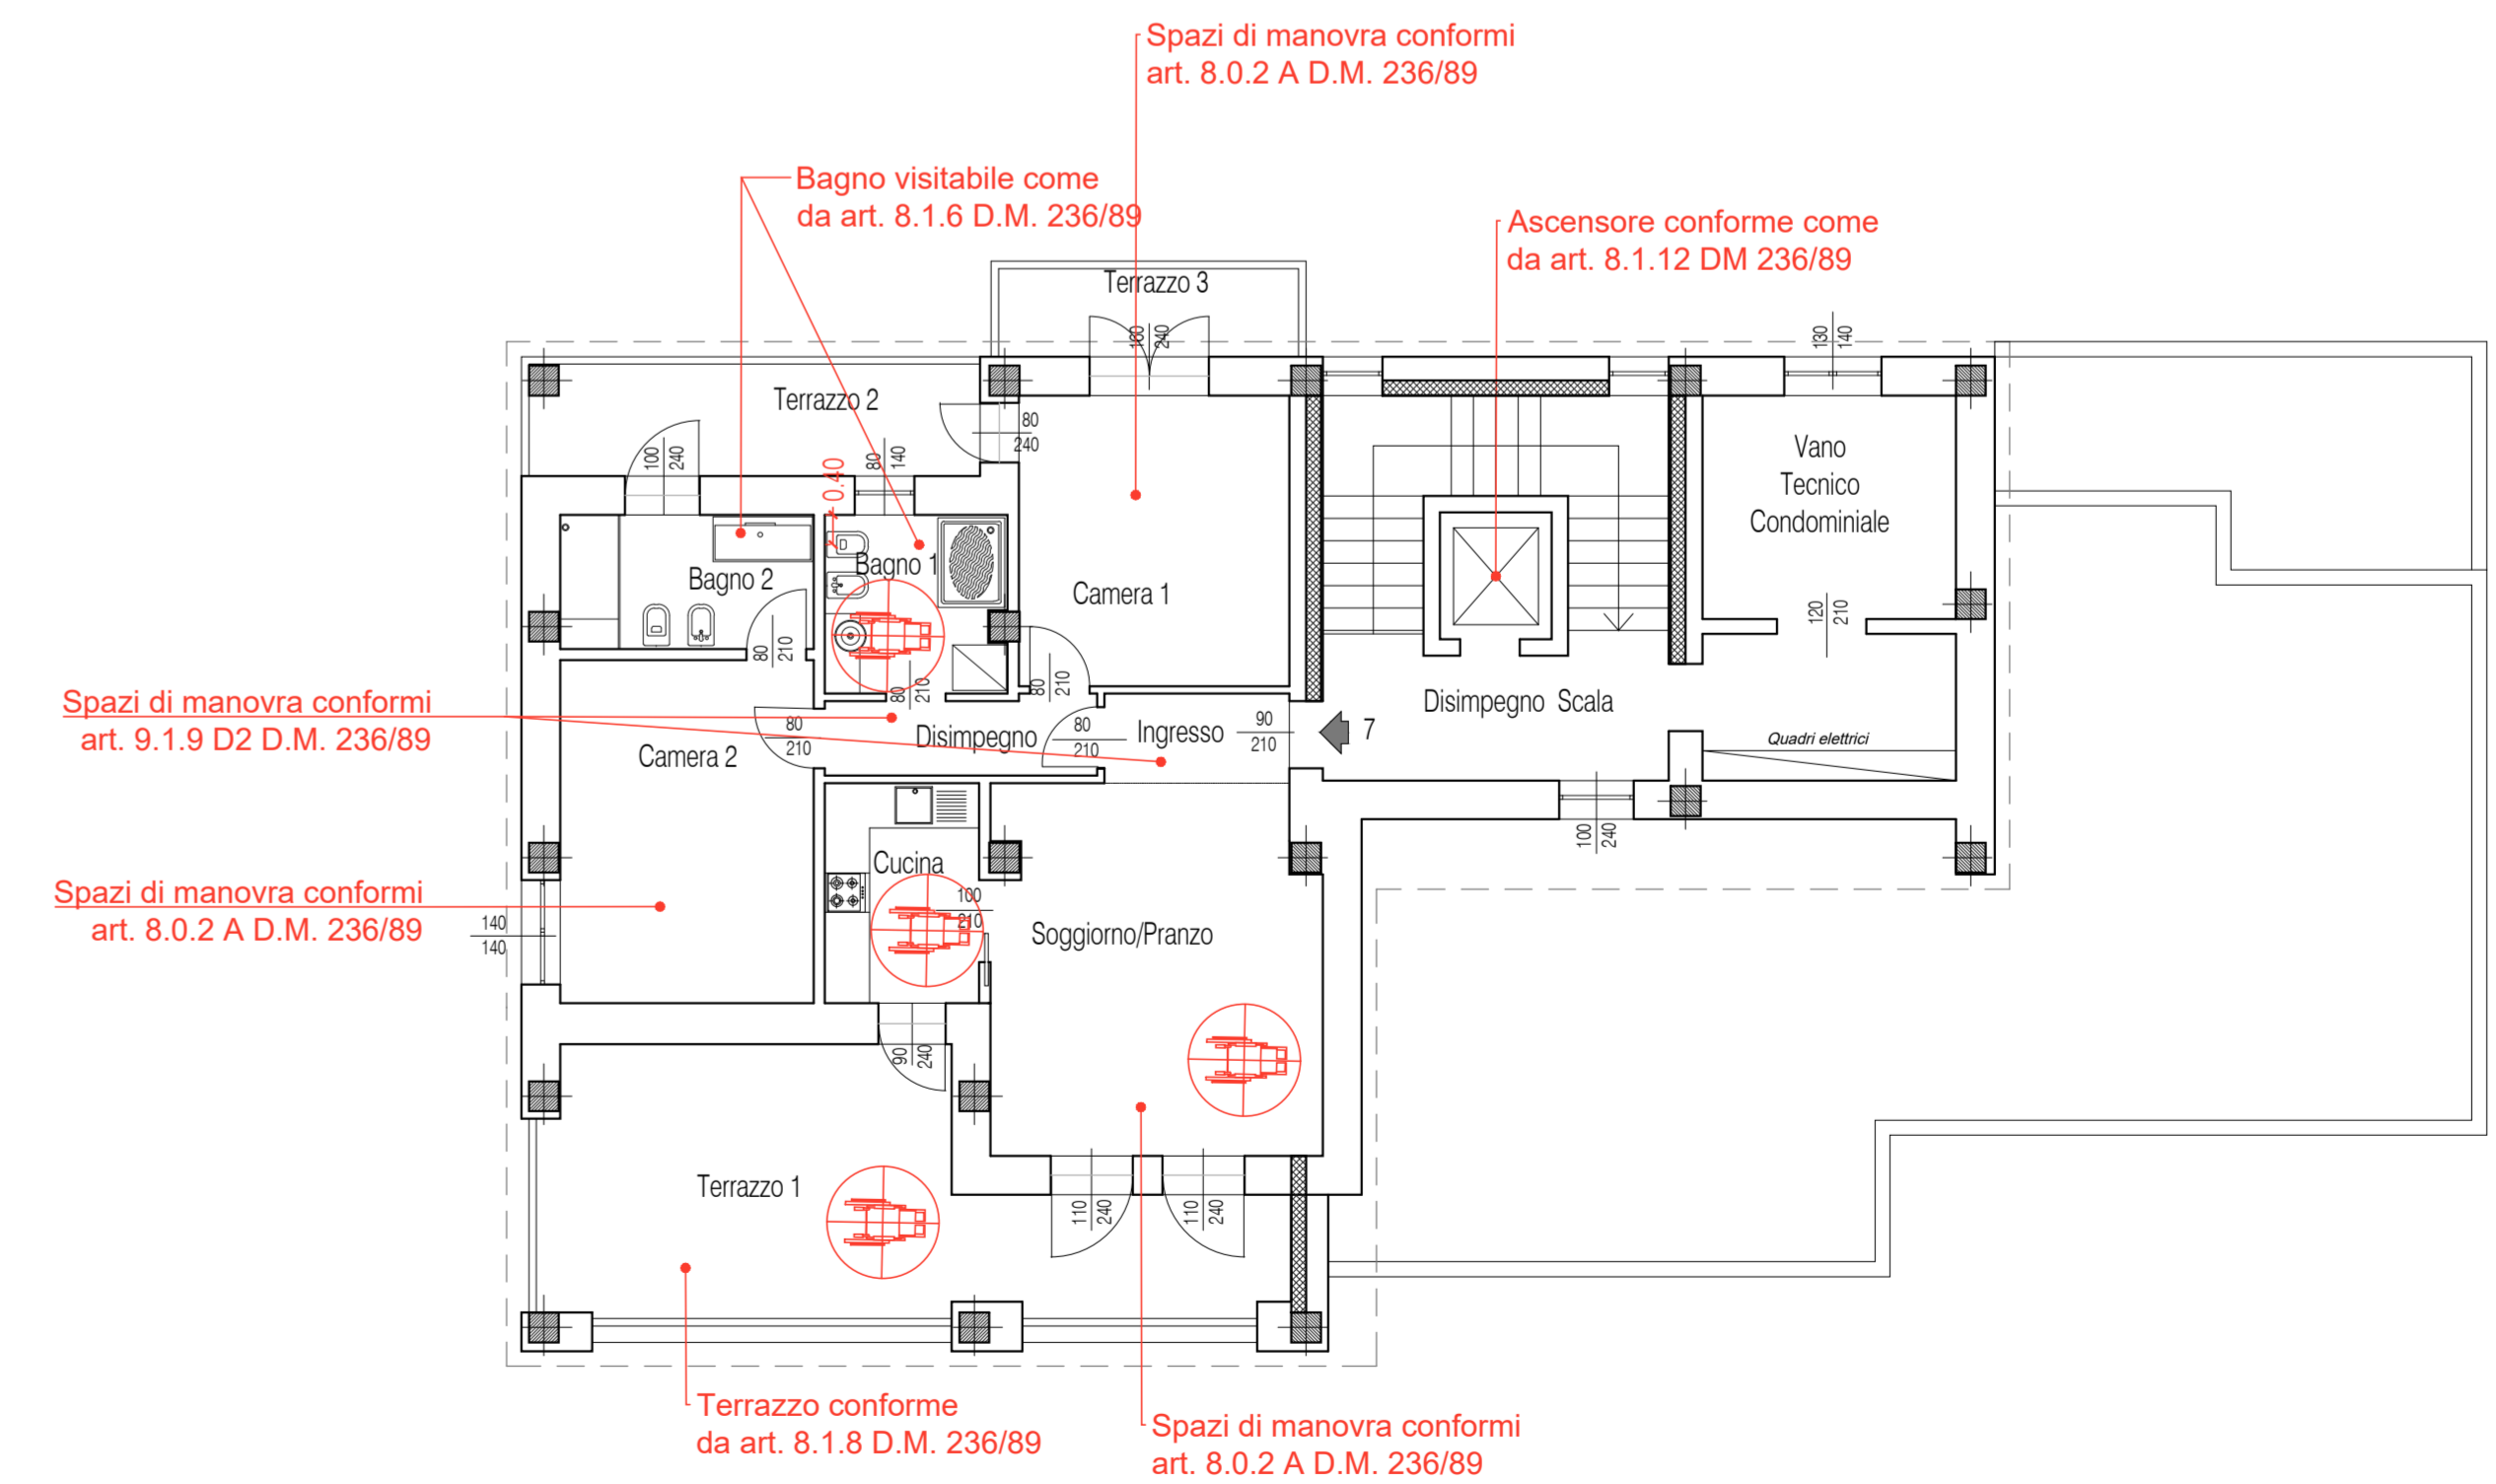 Spazi di manovra conformi
art. 8.0.2 A D.M. 236/89
Bagno visitabile come
da art. 8.1.6 D.M. 236/89
Ascensore conforme come
da art. 8.1.12 DM 236/89
Terrazzo 3
160
240
130
140
Terrazzo 2
80
240
100
240
80
140
0.40
Vano
Tecnico
Condominiale
Bagno 2
Bagno 1
Camera 1
120
210
80
210
80
210
80
210
Spazi di manovra conformi
art. 9.1.9 D2 D.M. 236/89
Camera 2
80
210
Disimpegno
80
210
Ingresso
90
210
7
Disimpegno Scala
Quadri elettrici
100
240
Cucina
100
210
Soggiorno/Pranzo
Spazi di manovra conformi
art. 8.0.2 A D.M. 236/89
140
140
90
240
Terrazzo 1
110
240
110
240
Terrazzo conforme
da art. 8.1.8 D.M. 236/89
Spazi di manovra conformi
art. 8.0.2 A D.M. 236/89